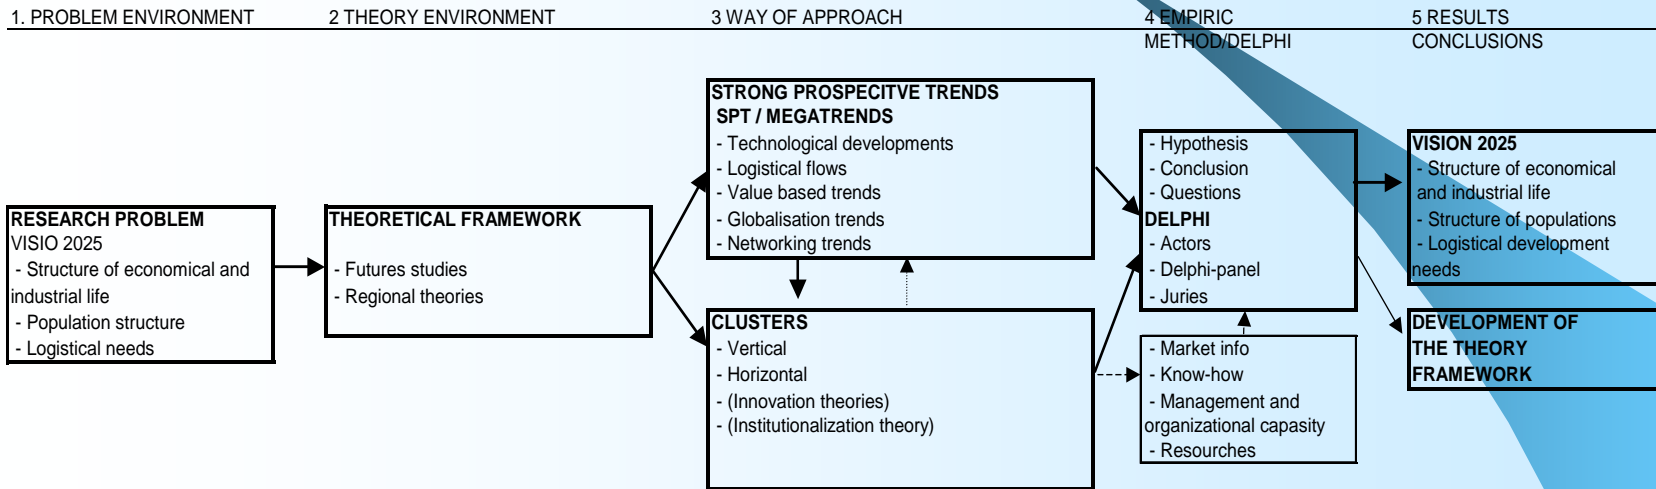 1. PROBLEM ENVIRONMENT
2 THEORY ENVIRONMENT
3 WAY OF APPROACH
4 EMPIRIC
METHOD/DELPHI
5 RESULTS
CONCLUSIONS
RESEARCH PROBLEM
VISIO 2025
- Structure of economical and
industrial life
- Population structure
- Logistical needs
THEORETICAL FRAMEWORK
- Futures studies
- Regional theories
STRONG PROSPECITVE TRENDS
SPT / MEGATRENDS
- Technological developments
- Logistical flows
- Value based trends
- Globalisation trends
- Networking trends
CLUSTERS
- Vertical
- Horizontal
- (Innovation theories)
- (Institutionalization theory)
- Hypothesis
- Conclusion
- Questions
DELPHI
- Actors
- Delphi-panel
- Juries
- Market info
- Know-how
- Management and
organizational capasity
- Resourches
VISION 2025
- Structure of economical
and industrial life
- Structure of populations
- Logistical development
needs
DEVELOPMENT OF
THE THEORY
FRAMEWORK